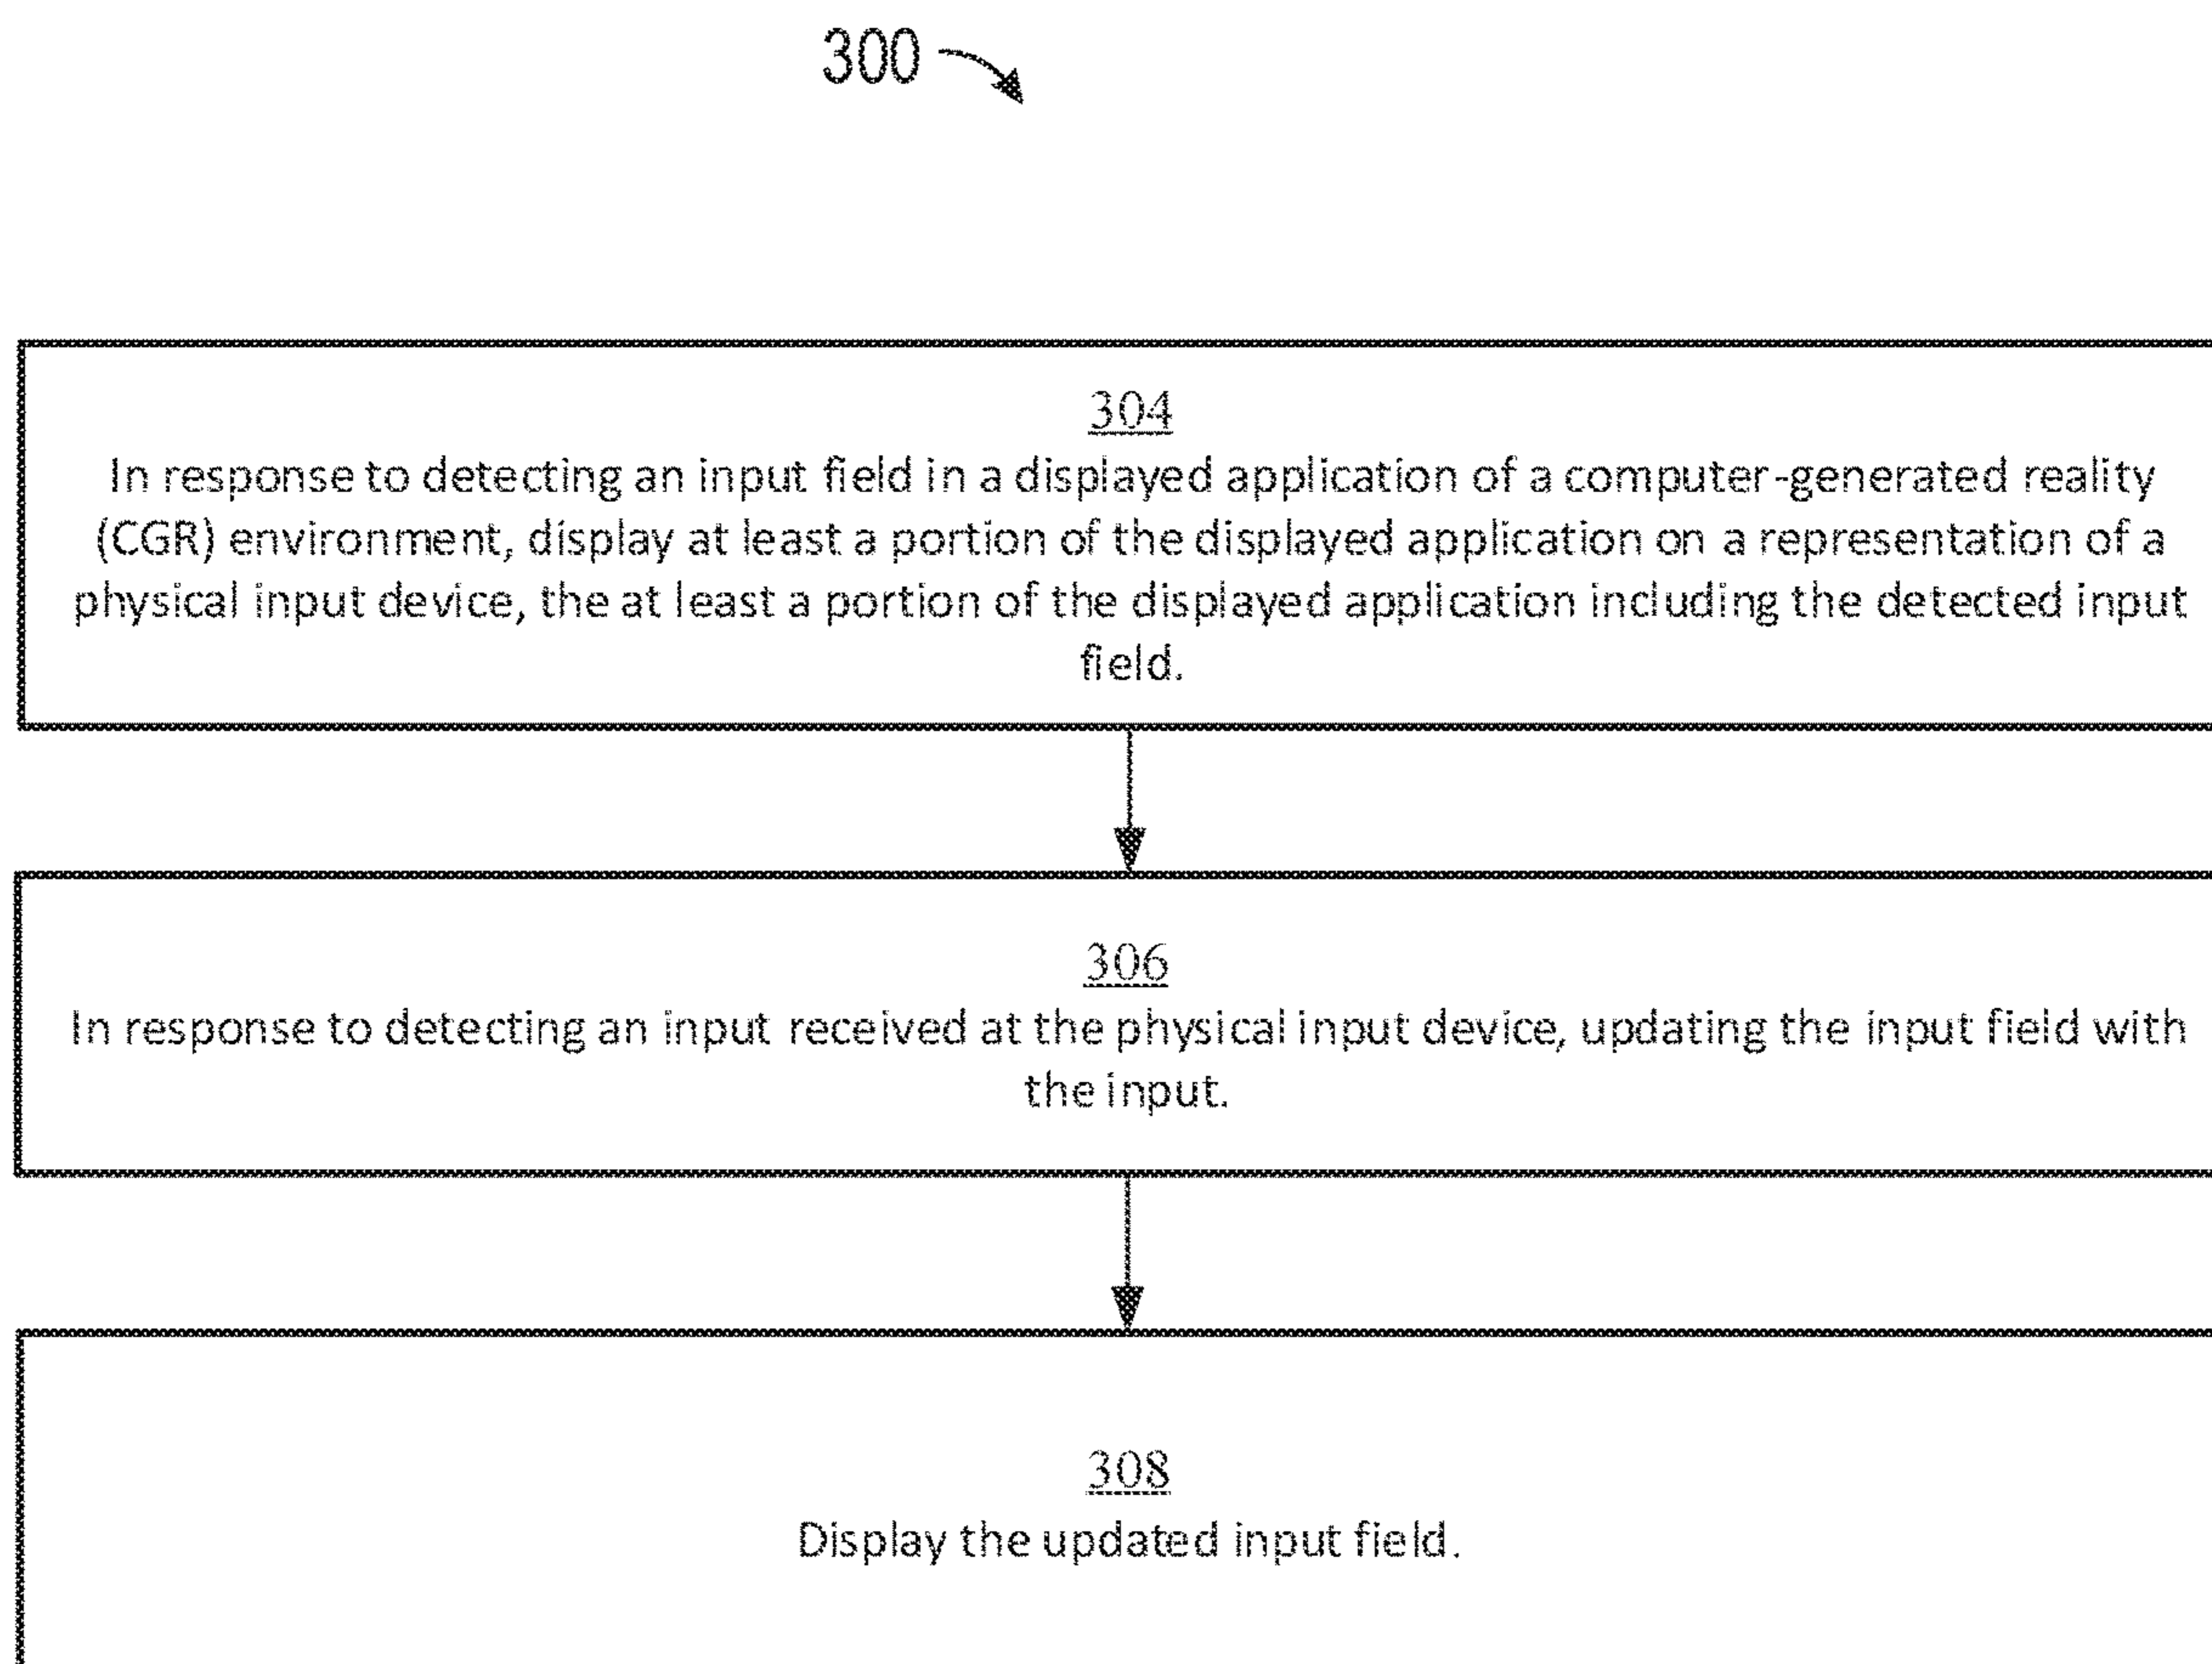 300
304
In response to detecting an input field in a displayed application of a computer-generated reality
(CGR) environment, display at least a portion of the displayed application on a representation of a
physical input device, the at least a portion of the displayed application including the detected input
field.
306
In response to detecting an input received at the physical input device, updating the input field with
the input.
308
Display the updated input field.